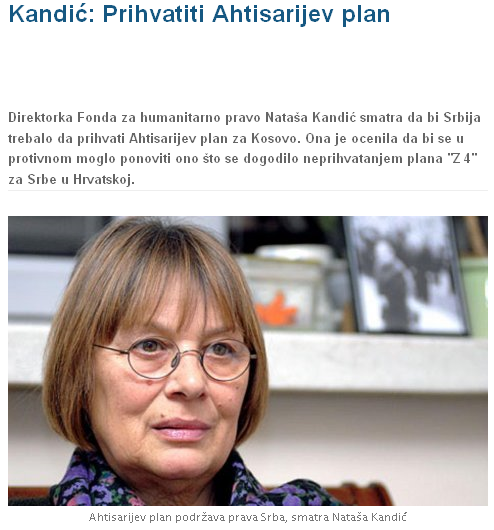 Kandić: Prihvatiti Ahtisarijev plan
Direktorka Fonda za humanitarno pravo Nataša Kandić smatra da bi Srbija
trebalo da prihvati Ahtisarijev plan za Kosovo. Ona je ocenila da bi se u
protivnom moglo ponoviti ono što se dogodilo neprihvatanjem plana "Z 4"
za Srbe u Hrvatskoj.
Ahtisarijev plan podržava prava Srba, smatra Nataša Kandić